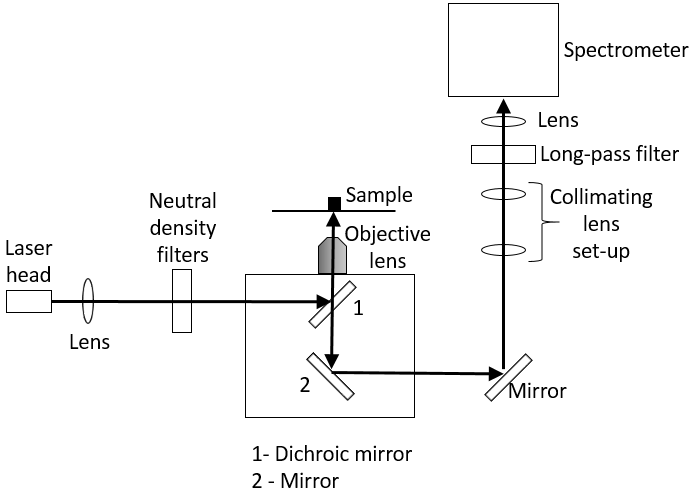 Spectrometer
Lens
Long-pass filter
Collimating
lens
set-up
Neutral
density
filters
Sample
Objective
lens
Laser
head
Lens
1
2
Mirror
1- Dichroic mirror
2 - Mirror